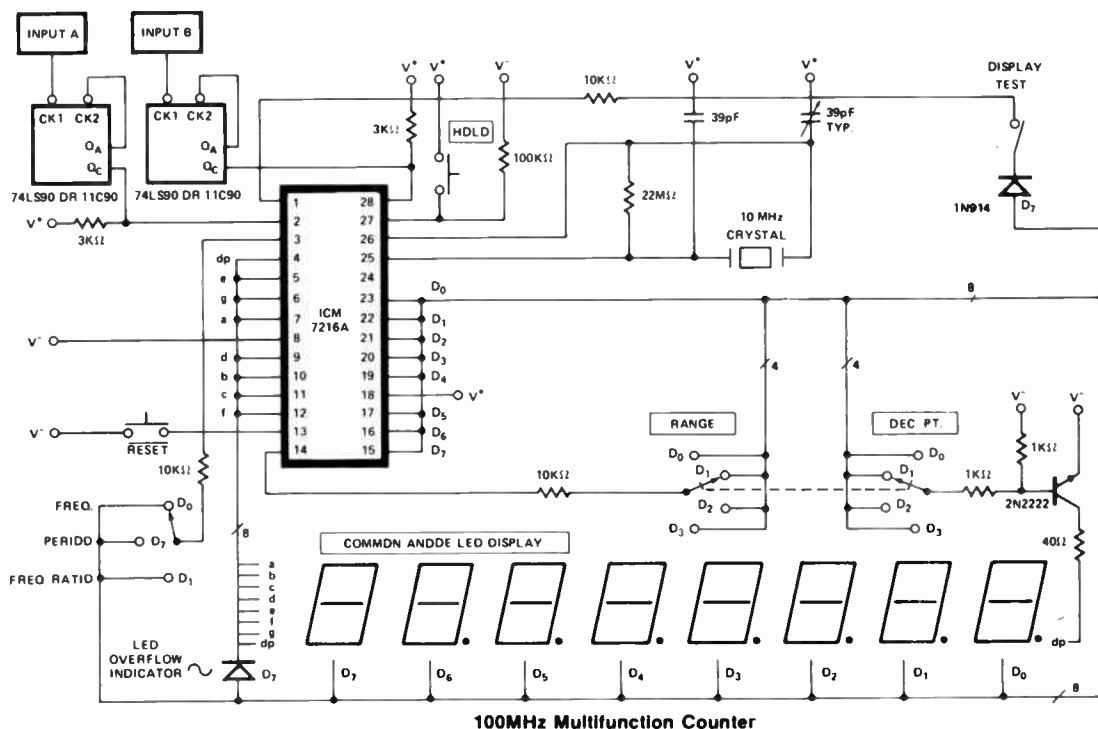 INPUT A
INPUT B
CK1 CK2
QA
QC
74LS90 DR 11C90
CK1 CK2
QA
QC
74LS90 DR 11C90
V+
3KΩ
V+
3KΩ
V+
HDLD
V-
100KΩ
10KΩ
V+
39pF
V+
39pF
TYP.
22MΩ
10 MHz
CRYSTAL
DISPLAY
TEST
1N914
D7
ICM
7216A
1
2
3
4
5
6
7
8
9
10
11
12
13
14
28
27
26
25
24
23
22
21
20
19
18
17
16
15
dp
e
g
a
V-
d
b
c
f
D0
D1
D2
D3
D4
V+
D5
D6
D7
8
4
4
V-
RESET
10KΩ
10KΩ
RANGE
D0
D1
D2
D3
DEC PT.
D0
D1
D2
D3
1KΩ
V-
1KΩ
V-
2N2222
40Ω
dp
FREQ.
D0
PERIDD
D7
FREQ RATIO
D1
8
a
b
c
d
e
f
g
dp
LED
OVERFLOW
INDICATOR
D7
COMMDN ANDDE LED DISPLAY
D7 D6 D5 D4 D3 D2 D1 D0
8
100MHz Multifunction Counter